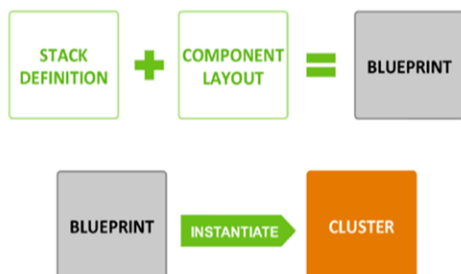 STACK
DEFINITION
+
COMPONENT
LAYOUT
=
BLUEPRINT
BLUEPRINT
INSTANTIATE
CLUSTER